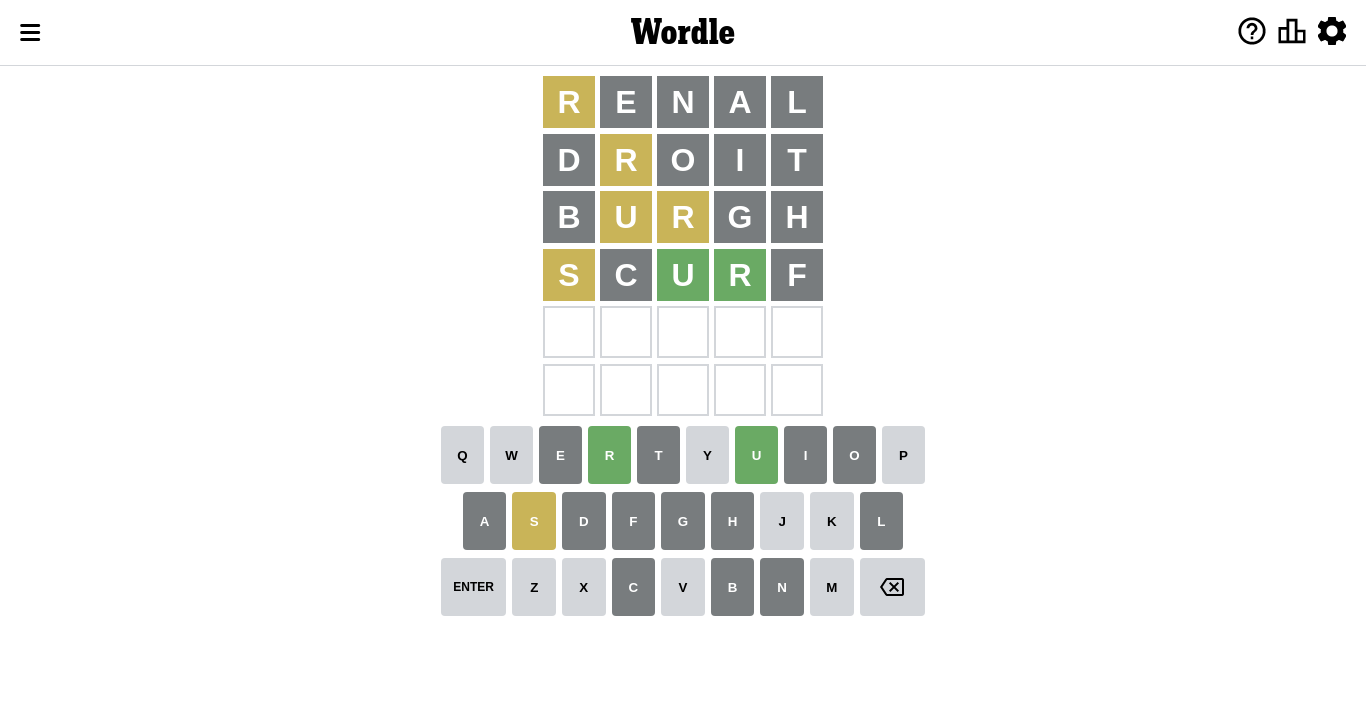 Wordle
R E N A L
D R O I T
B U R G H
S C U R F
Q W E R T Y U I O P
A S D F G H J K L
ENTER Z X C V B N M